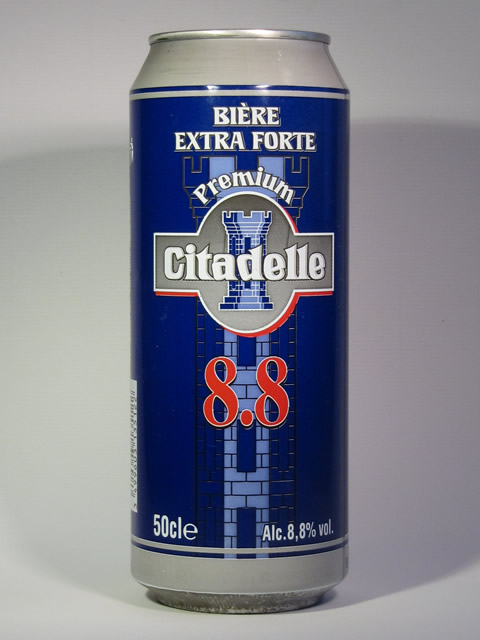 BIÈRE
EXTRA FORTE
Premium
Citadelle
8.8
50cle
Alc.8,8% vol.